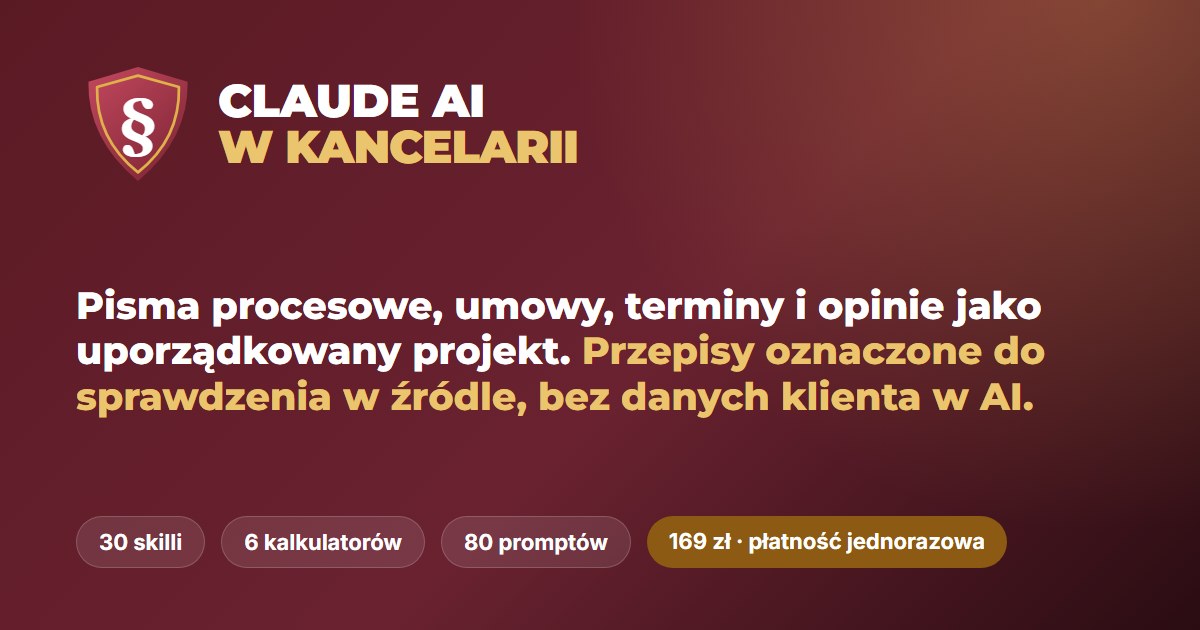 §
CLAUDE AI
W KANCELARII
Pisma procesowe, umowy, terminy i opinie jako
uporządkowany projekt. Przepisy oznaczone do
sprawdzenia w źródle, bez danych klienta w AI.
30 skilli
6 kalkulatorów
80 promptów
169 zł · płatność jednorazowa